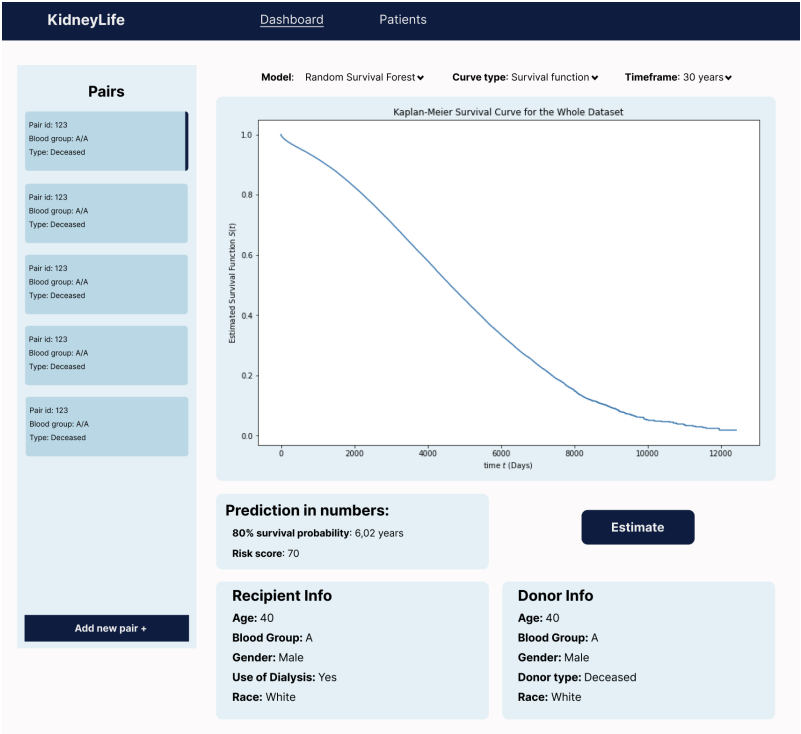 KidneyLife
Dashboard
Patients
Pairs
Pair id: 123
Blood group: A/A
Type: Deceased
Pair id: 123
Blood group: A/A
Type: Deceased
Pair id: 123
Blood group: A/A
Type: Deceased
Pair id: 123
Blood group: A/A
Type: Deceased
Pair id: 123
Blood group: A/A
Type: Deceased
Add new pair +
Model: Random Survival Forest
Curve type: Survival function
Timeframe: 30 years
Kaplan-Meier Survival Curve for the Whole Dataset
Estimated Survival Function S(t)
1.0
0.8
0.6
0.4
0.2
0.0
0 2000 4000 6000 8000 10000 12000
time t (Days)
Prediction in numbers:
80% survival probability: 6,02 years
Risk score: 70
Estimate
Recipient Info
Age: 40
Blood Group: A
Gender: Male
Use of Dialysis: Yes
Race: White
Donor Info
Age: 40
Blood Group: A
Gender: Male
Donor type: Deceased
Race: White